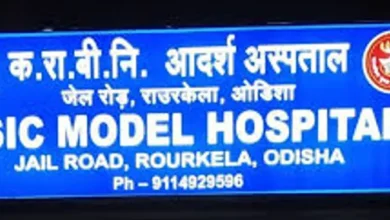 क.रा.बी.नि. आदर्श अस्पताल
जेल रोड़, राउरकेला, ओडिशा
SIC MODEL HOSPITAL
JAIL ROAD, ROURKELA, ODISHA
Ph – 9114929596